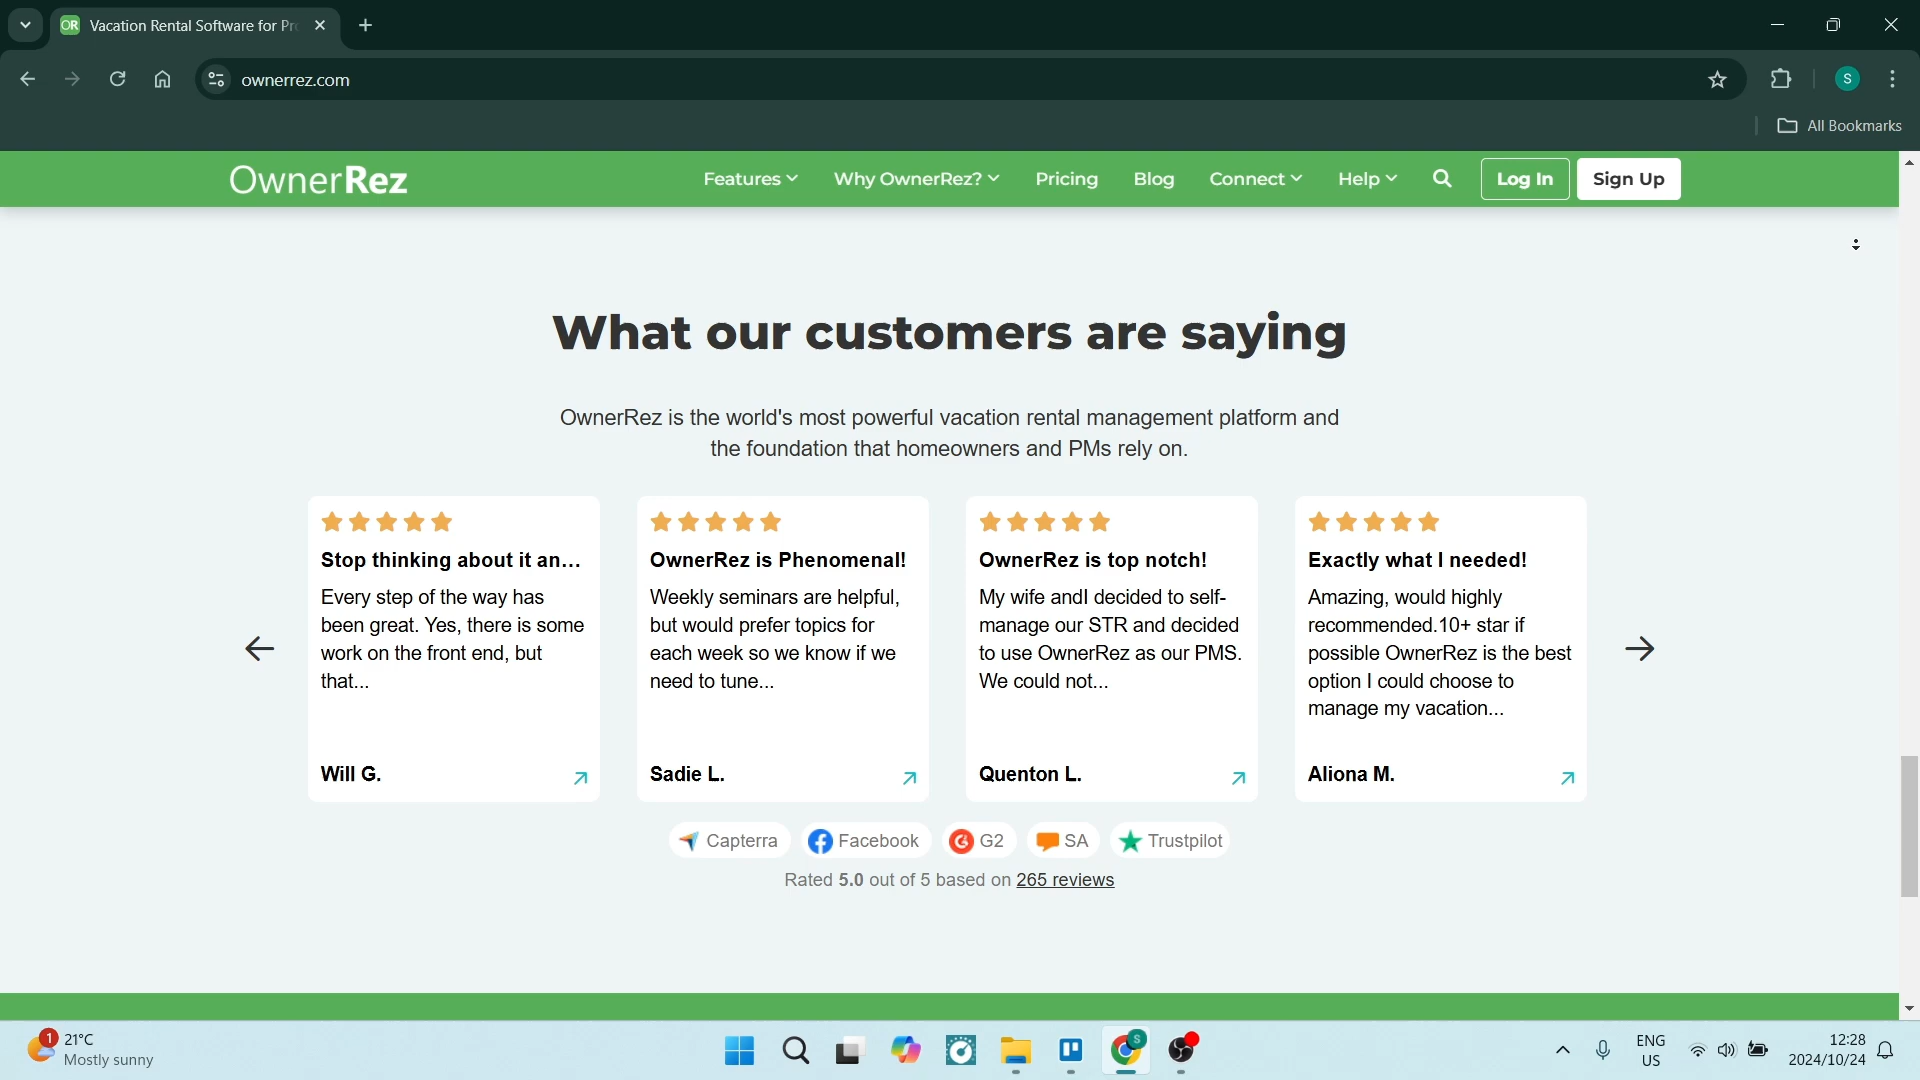 OR Vacation Rental Software for Pr
ownerrez.com
S
All Bookmarks
OwnerRez
Features
Why OwnerRez?
Pricing
Blog
Connect
Help
Log In
Sign Up
What our customers are saying
OwnerRez is the world's most powerful vacation rental management platform and
the foundation that homeowners and PMs rely on.
Stop thinking about it an...
Every step of the way has
been great. Yes, there is some
work on the front end, but
that...
Will G.
OwnerRez is Phenomenal!
Weekly seminars are helpful,
but would prefer topics for
each week so we know if we
need to tune...
Sadie L.
OwnerRez is top notch!
My wife andI decided to self-
manage our STR and decided
to use OwnerRez as our PMS.
We could not...
Quenton L.
Exactly what I needed!
Amazing, would highly
recommended.10+ star if
possible OwnerRez is the best
option I could choose to
manage my vacation...
Aliona M.
Capterra
Facebook
G2
SA
Trustpilot
Rated 5.0 out of 5 based on 265 reviews
1
21°C
Mostly sunny
S
ENG
US
12:28
2024/10/24